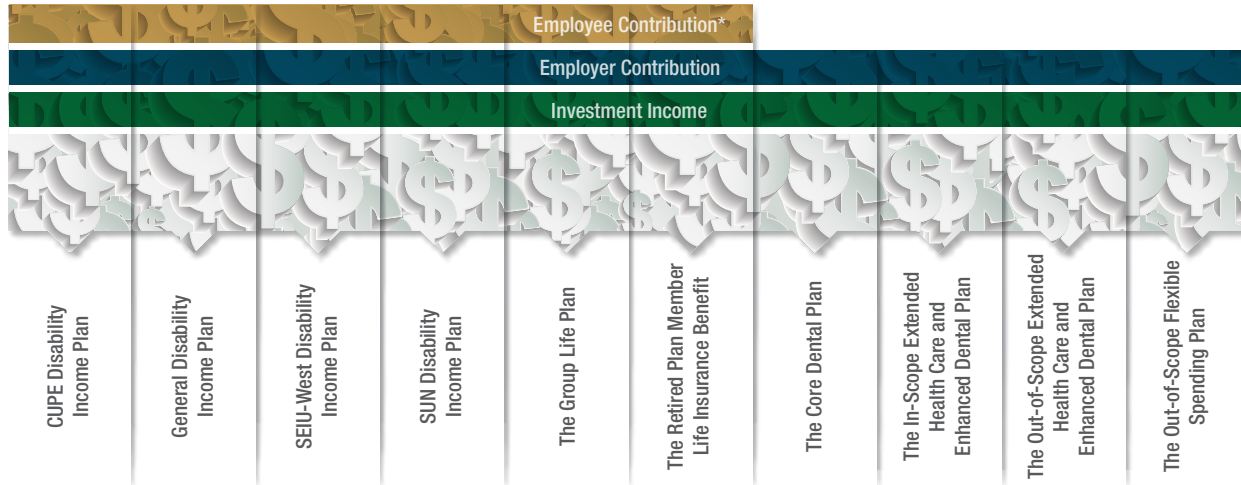 Employee Contribution*
Employer Contribution
Investment Income
CUPE Disability
Income Plan
General Disability
Income Plan
SEIU-West Disability
Income Plan
SUN Disability
Income Plan
The Group Life Plan
The Retired Plan Member
Life Insurance Benefit
The Core Dental Plan
The In-Scope Extended
Health Care and
Enhanced Dental Plan
The Out-of-Scope Extended
Health Care and
Enhanced Dental Plan
The Out-of-Scope Flexible
Spending Plan